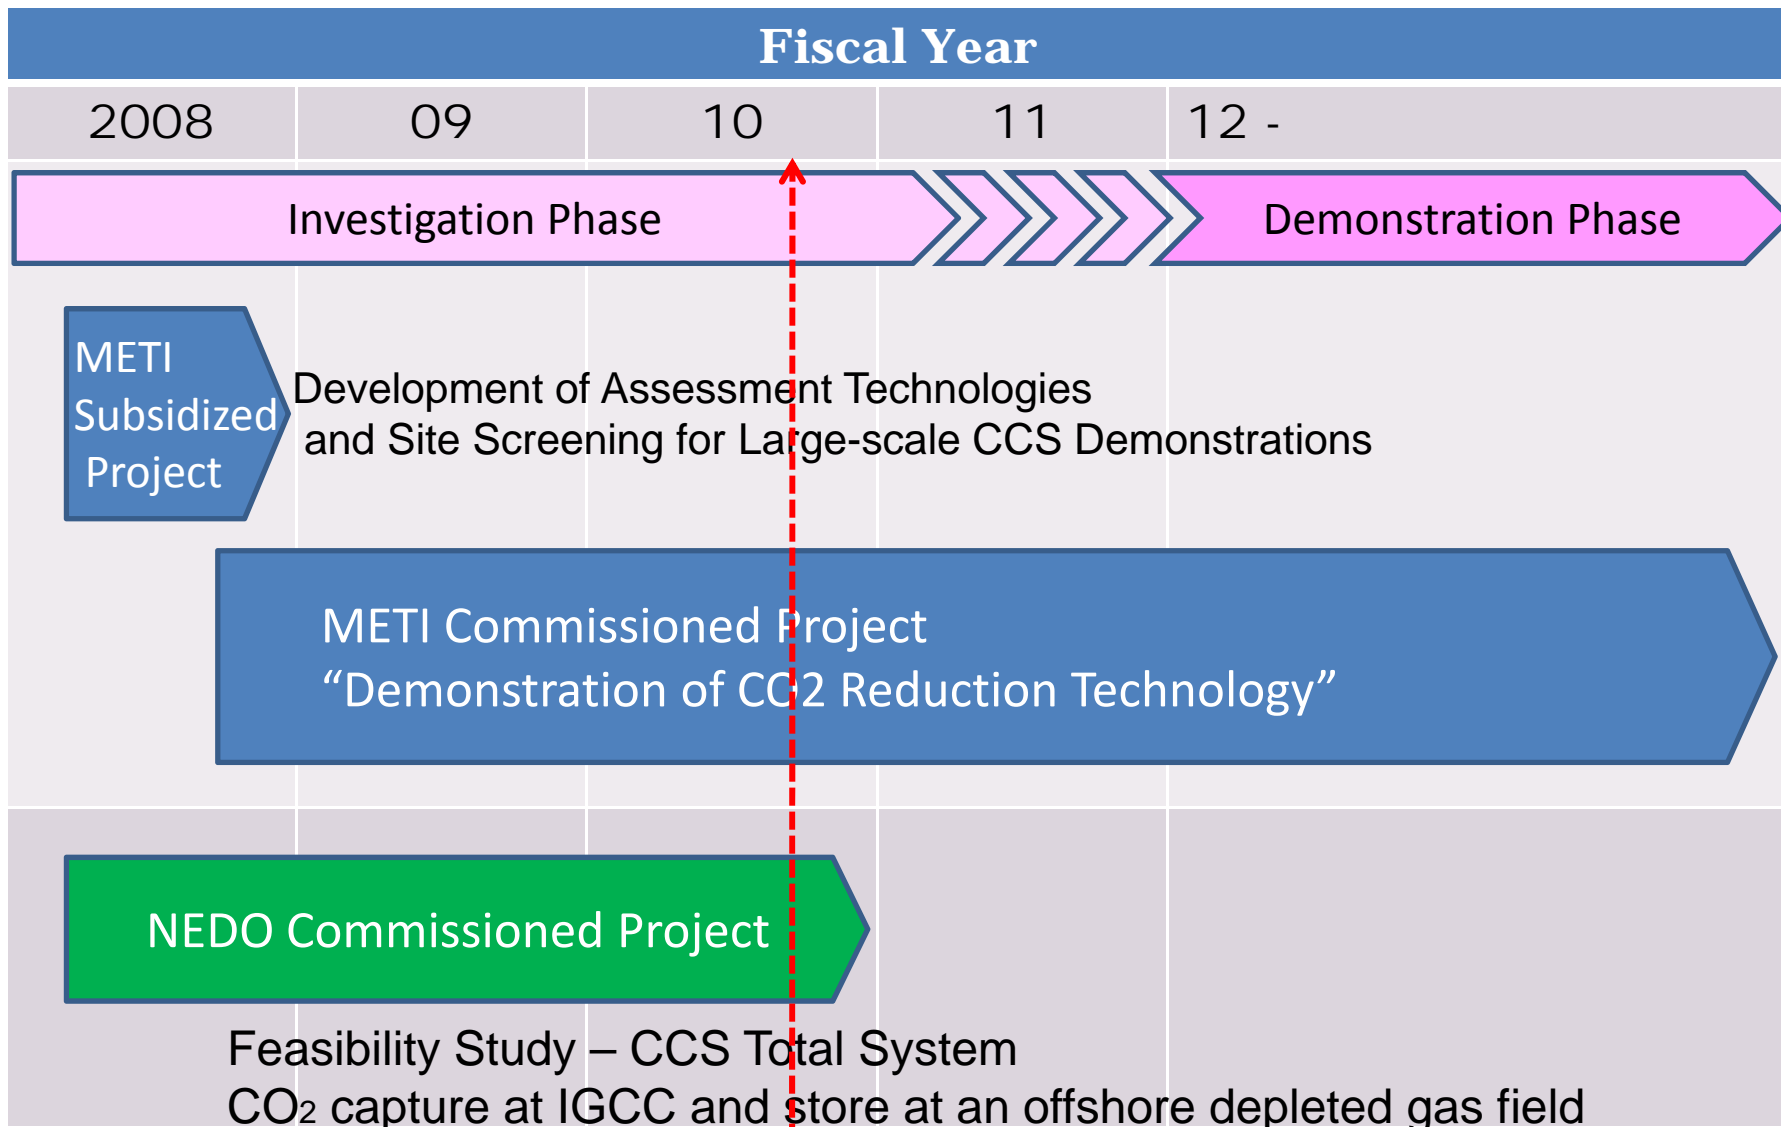 Fiscal Year
2008 09 10 11 12 -
Investigation Phase Demonstration Phase
METI
Subsidized
Project
Development of Assessment Technologies
and Site Screening for Large-scale CCS Demonstrations
METI Commissioned Project
“Demonstration of CO2 Reduction Technology”
NEDO Commissioned Project
Feasibility Study – CCS Total System
CO2 capture at IGCC and store at an offshore depleted gas field